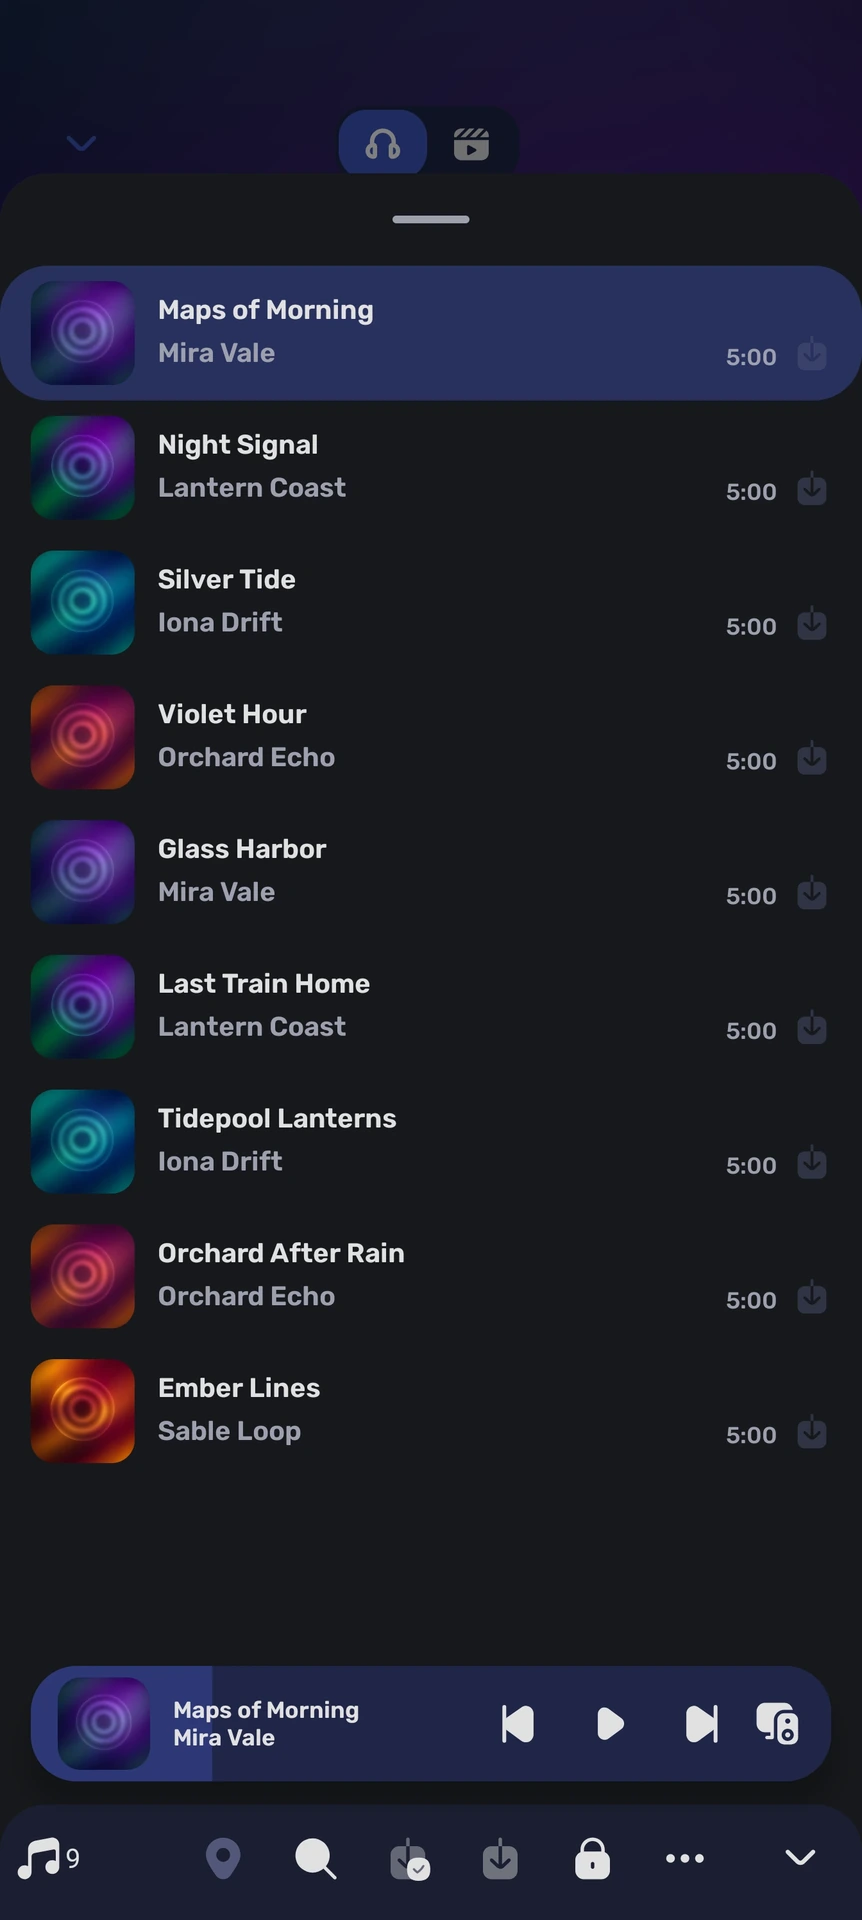 Maps of Morning
Mira Vale
5:00
Night Signal
Lantern Coast
5:00
Silver Tide
Iona Drift
5:00
Violet Hour
Orchard Echo
5:00
Glass Harbor
Mira Vale
5:00
Last Train Home
Lantern Coast
5:00
Tidepool Lanterns
Iona Drift
5:00
Orchard After Rain
Orchard Echo
5:00
Ember Lines
Sable Loop
5:00
Maps of Morning
Mira Vale
9